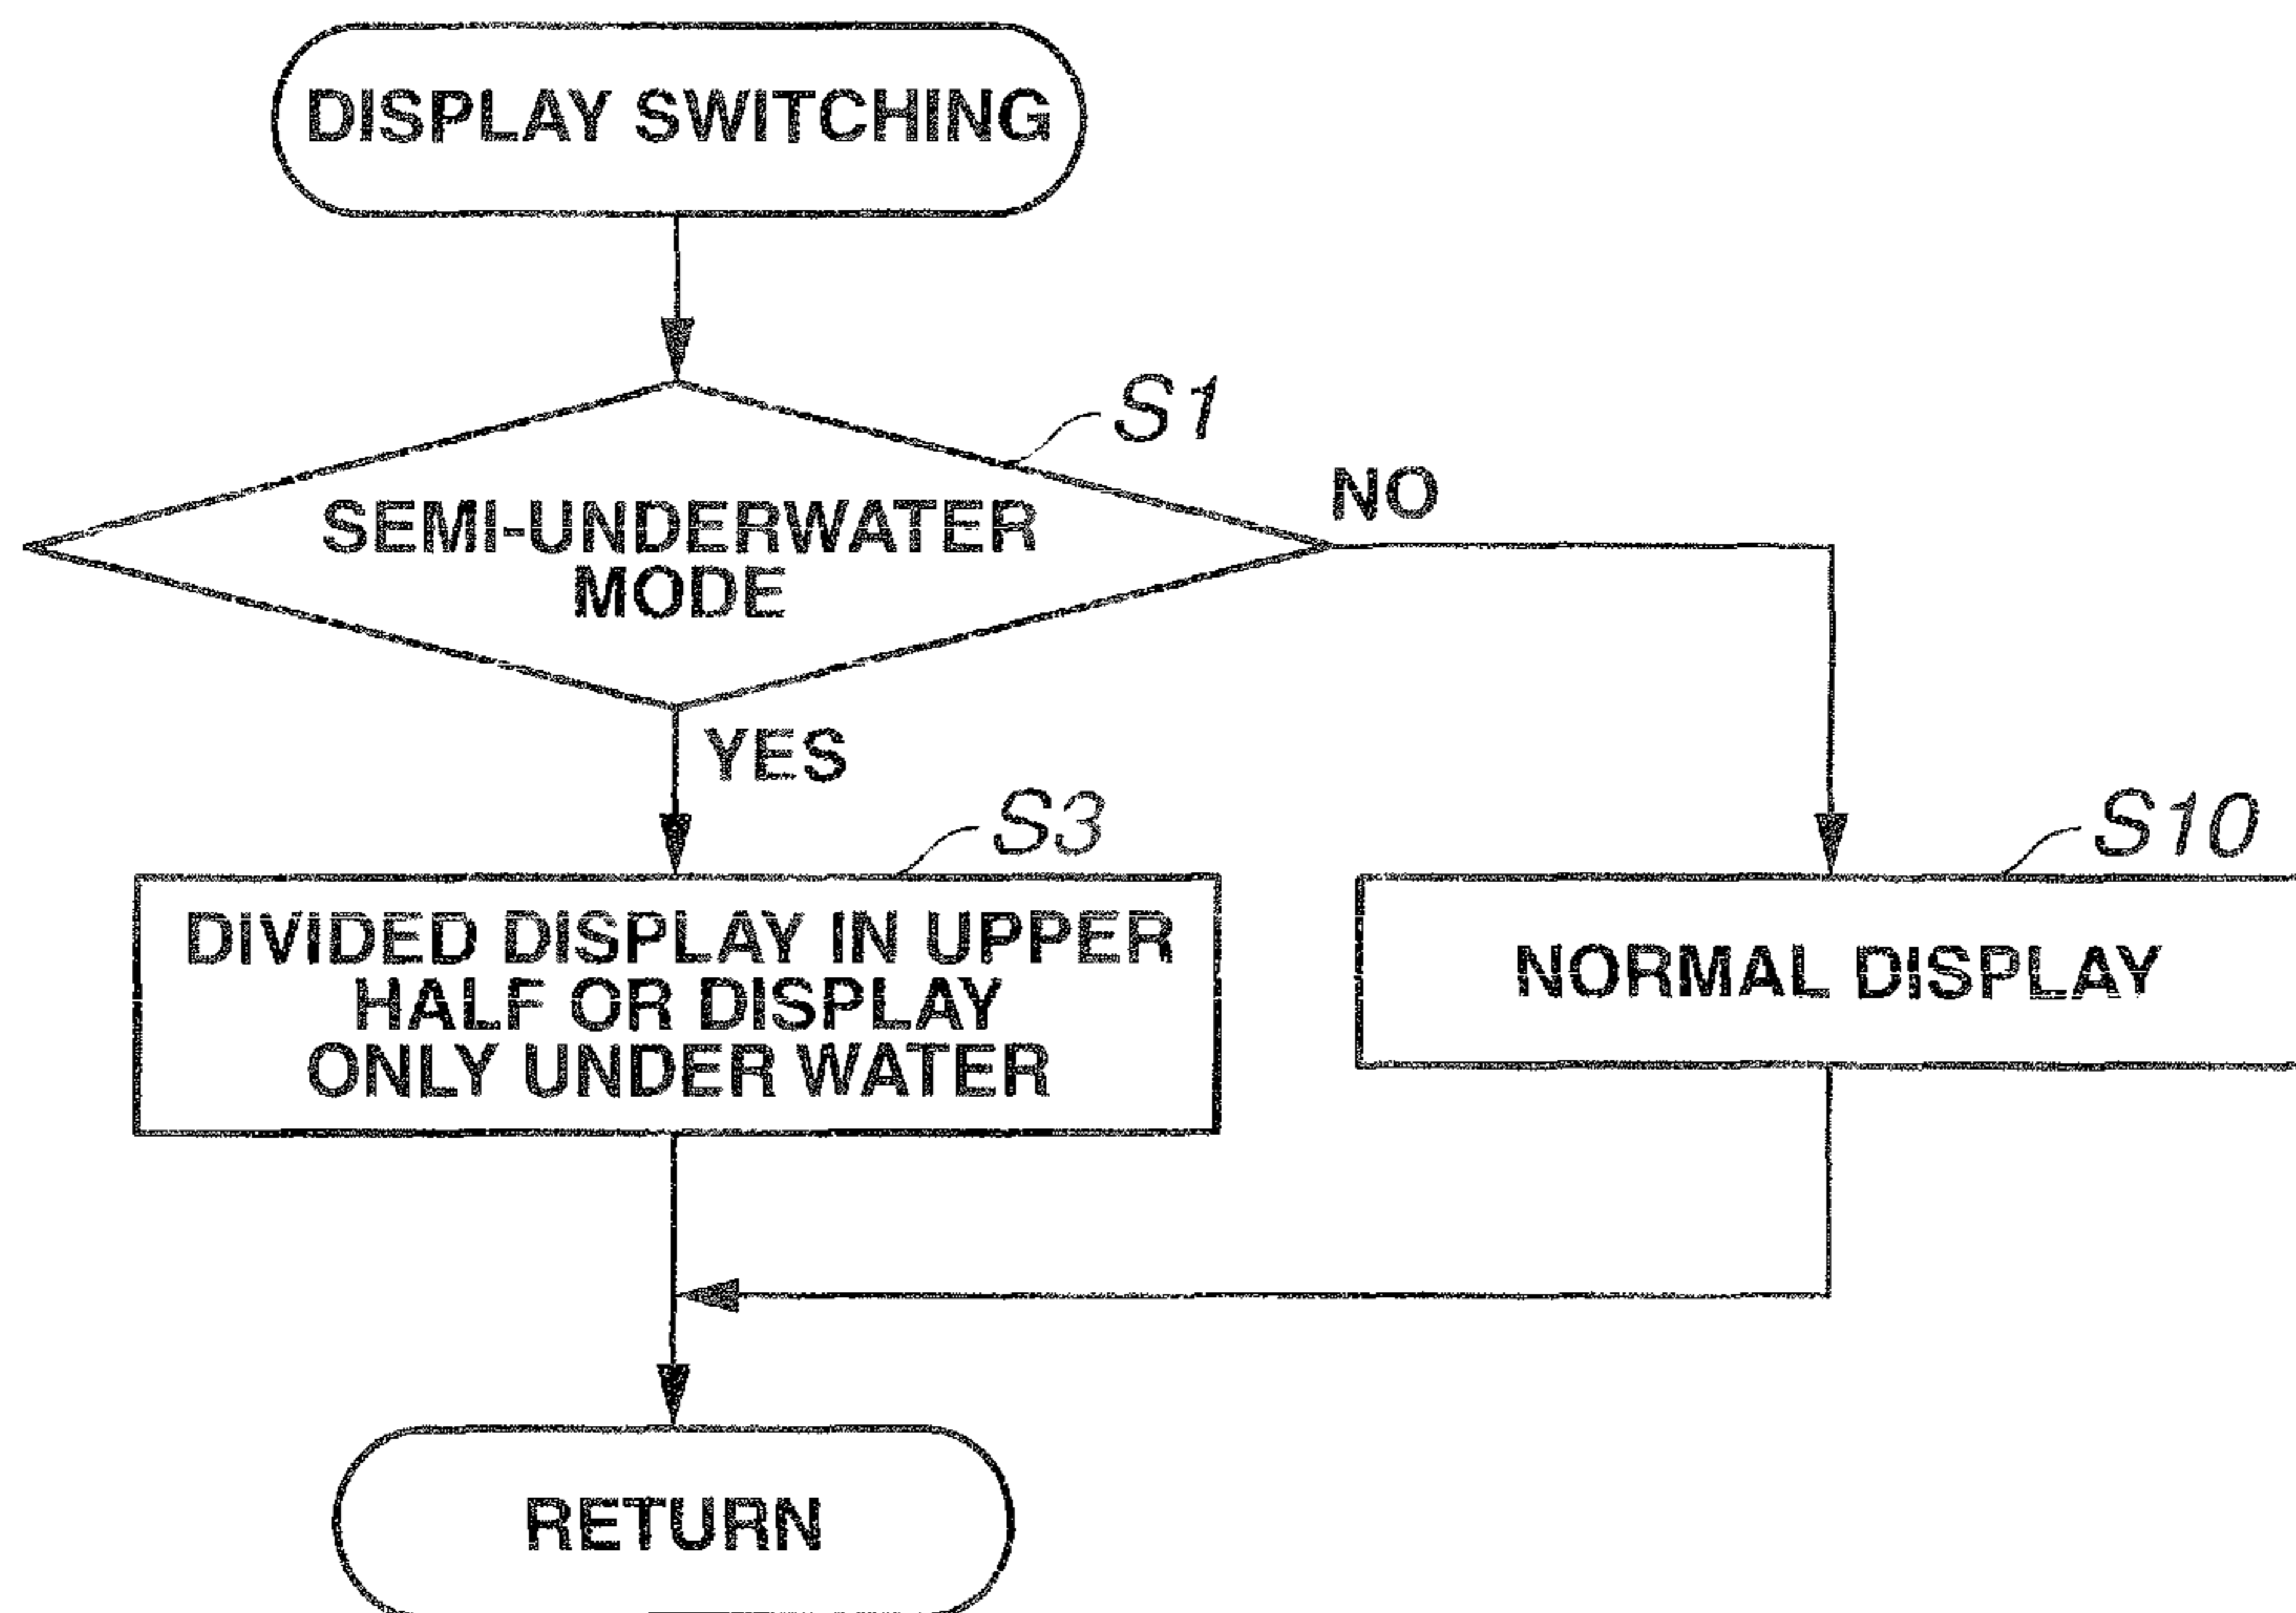 DISPLAY SWITCHING
S1
SEMI-UNDERWATER
MODE
NO
YES
S3
DIVIDED DISPLAY IN UPPER
HALF OR DISPLAY
ONLY UNDER WATER
S10
NORMAL DISPLAY
RETURN